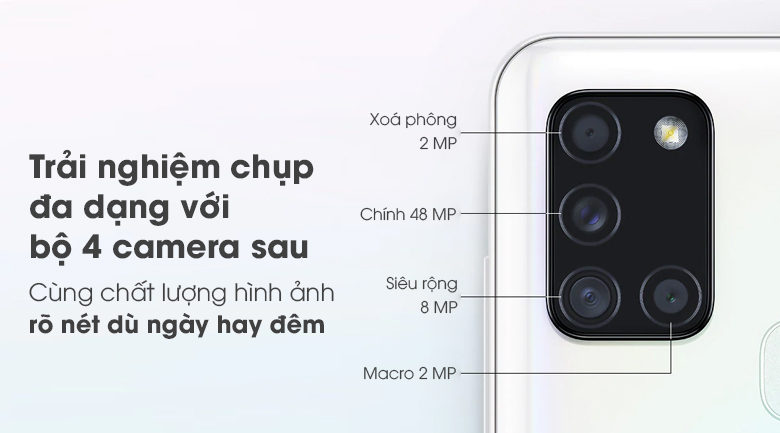 Trải nghiệm chụp
đa dạng với
bộ 4 camera sau
Cùng chất lượng hình ảnh
rõ nét dù ngày hay đêm
Xoá phông
2 MP
Chính 48 MP
Siêu rộng
8 MP
Macro 2 MP